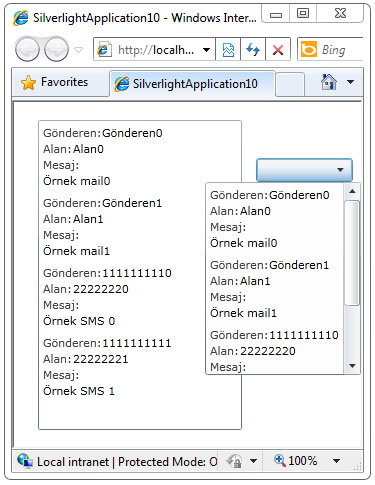 SilverlightApplication10 - Windows Inter...
http://localh...
Bing
Favorites
SilverlightApplication10
Gönderen:Gönderen0
Alan:Alan0
Mesaj:
Örnek mail0
Gönderen:Gönderen1
Alan:Alan1
Mesaj:
Örnek mail1
Gönderen:1111111110
Alan:22222220
Mesaj:
Örnek SMS 0
Gönderen:1111111111
Alan:22222221
Mesaj:
Örnek SMS 1
Gönderen:Gönderen0
Alan:Alan0
Mesaj:
Örnek mail0
Gönderen:Gönderen1
Alan:Alan1
Mesaj:
Örnek mail1
Gönderen:1111111110
Alan:22222220
Mesaj:
Local intranet | Protected Mode: O
100%